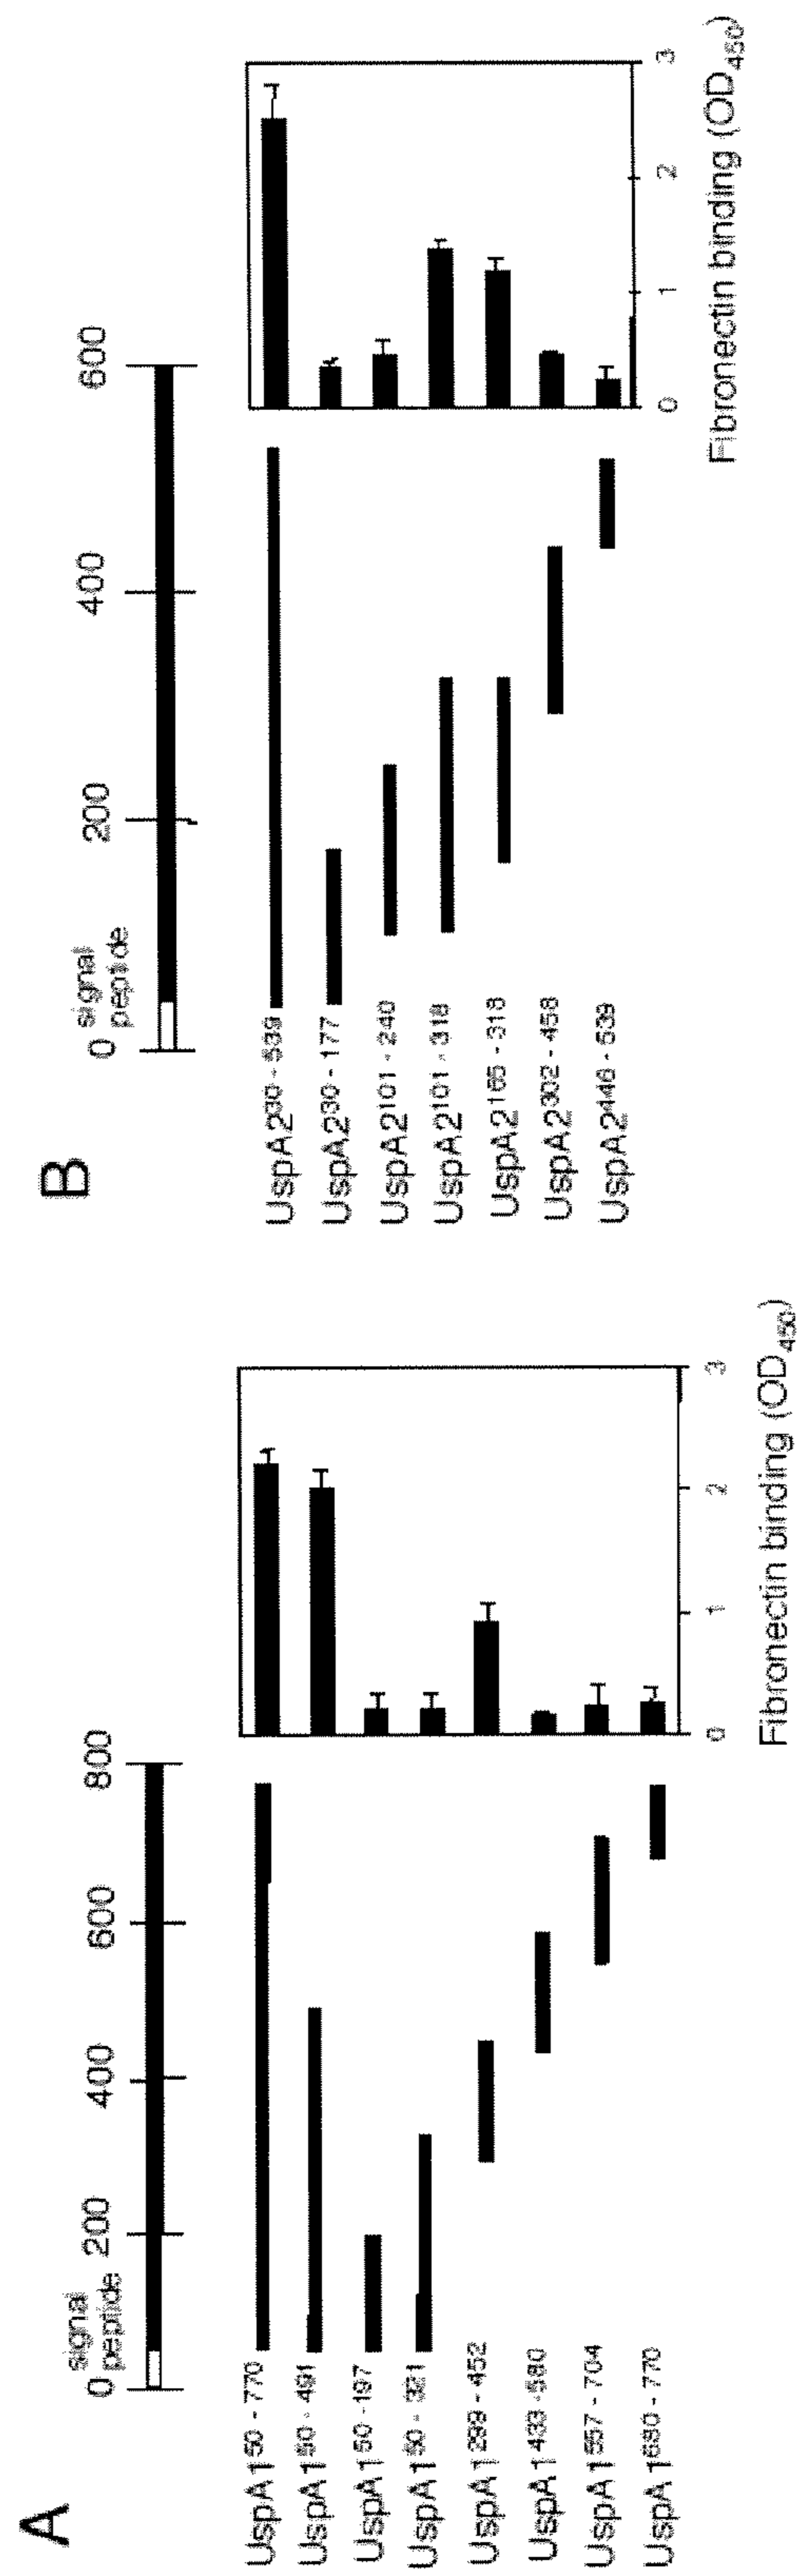 A
signal
peptide
0 200 400 600 800
UspA1 50 - 770
UspA1 50 - 491
UspA1 50 - 197
UspA1 50 - 321
UspA1 299 - 452
UspA1 433 - 580
UspA1 557 - 704
UspA1 680 - 770
0 1 2 3
Fibronectin binding (OD450)
B
signal
peptide
0 200 400 600
UspA2 30 - 539
UspA2 30 - 177
UspA2 101 - 240
UspA2 101 - 318
UspA2 165 - 318
UspA2 302 - 458
UspA2 446 - 539
0 1 2 3
Fibronectin binding (OD450)